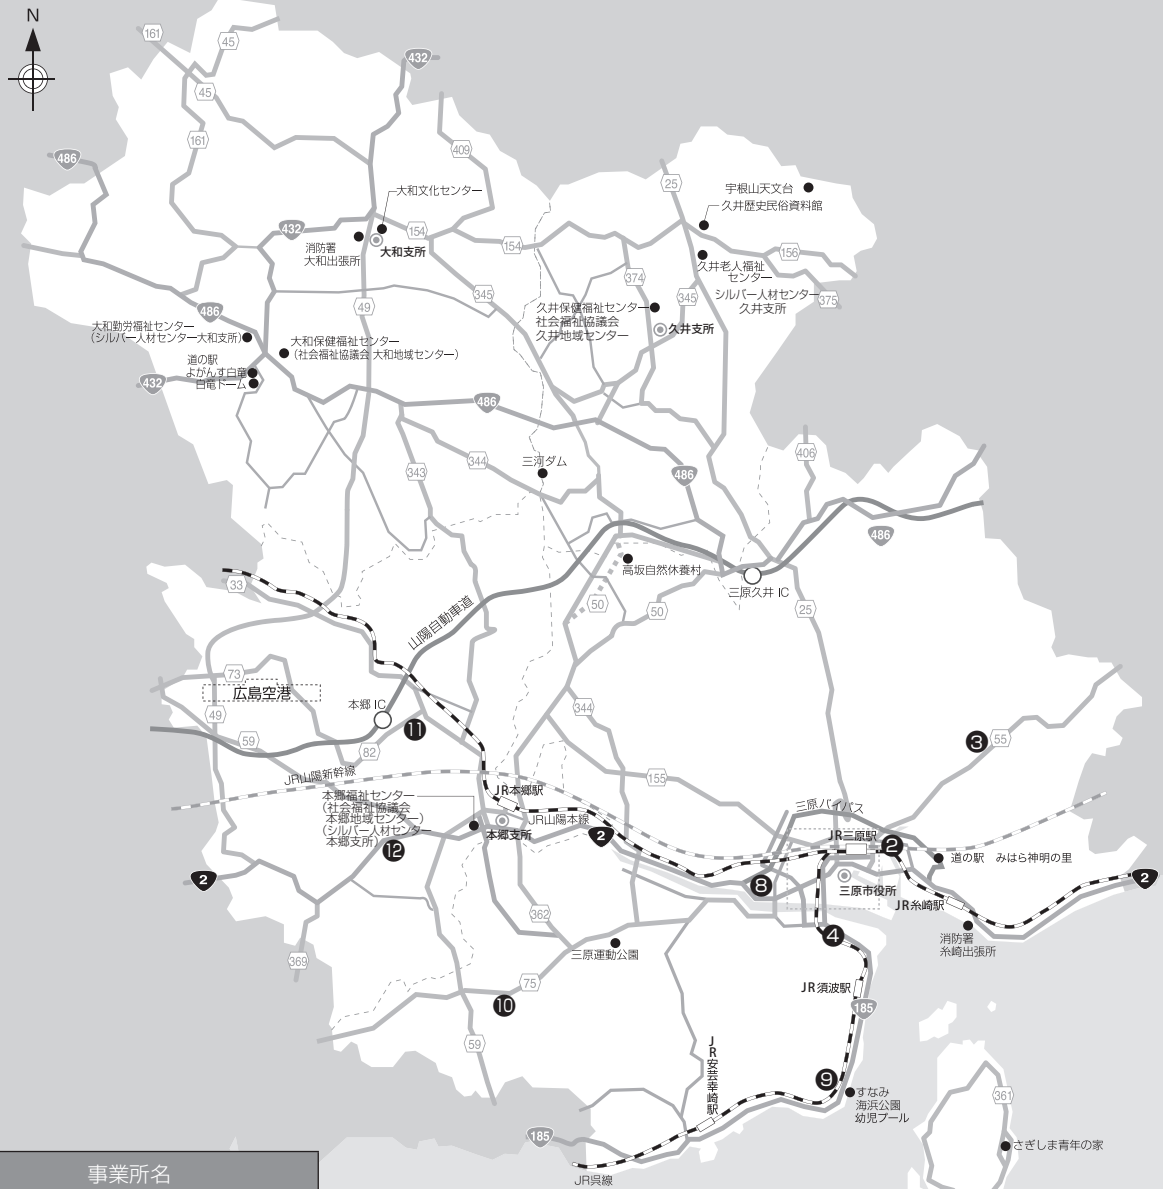 N
161
45
432
45
161
409
486
25
宇根山天文台
大和文化センター
久井歴史民俗資料館
432
154
消防署
大和出張所
大和支所
154
156
久井老人福祉
センター
374
345
345
シルバー人材センター
久井支所
375
49
486
久井保健福祉センター
社会福祉協議会
久井地域センター
久井支所
大和勤労福祉センター
（シルバー人材センター大和支所）
大和保健福祉センター
（社会福祉協議会 大和地域センター）
道の駅
よがんす白竜
白竜ドーム
432
486
344
三河ダム
343
486
406
486
高坂自然休養村
三原久井 IC
33
50
50
25
山陽自動車道
73
広島空港
本郷 IC
49
344
⓫
59
82
❸
55
JR山陽新幹線
155
JR本郷駅
本郷福祉センター
（社会福祉協議会
本郷地域センター）
（シルバー人材センター
本郷支所）
JR山陽本線
本郷支所
三原バイパス
2
JR三原駅
❷
⓬
道の駅 みはら神明の里
2
❽
三原市役所
2
JR糸崎駅
362
❹
消防署
糸崎出張所
三原運動公園
369
75
JR須波駅
❿
185
59
JR安芸幸崎駅
❾
すなみ
海浜公園
幼児プール
361
185
さぎしま青年の家
事業所名
JR呉線